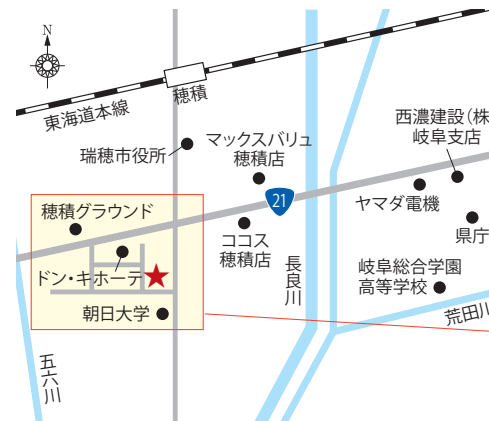 N
東海道本線
穂積
瑞穂市役所
マックスバリュ
穂積店
西濃建設(株
岐阜支店
21
ヤマダ電機
穂積グラウンド
ココス
穂積店
県庁
ドン・キホーテ
長良川
岐阜総合学園
高等学校
朝日大学
荒田川
五六川